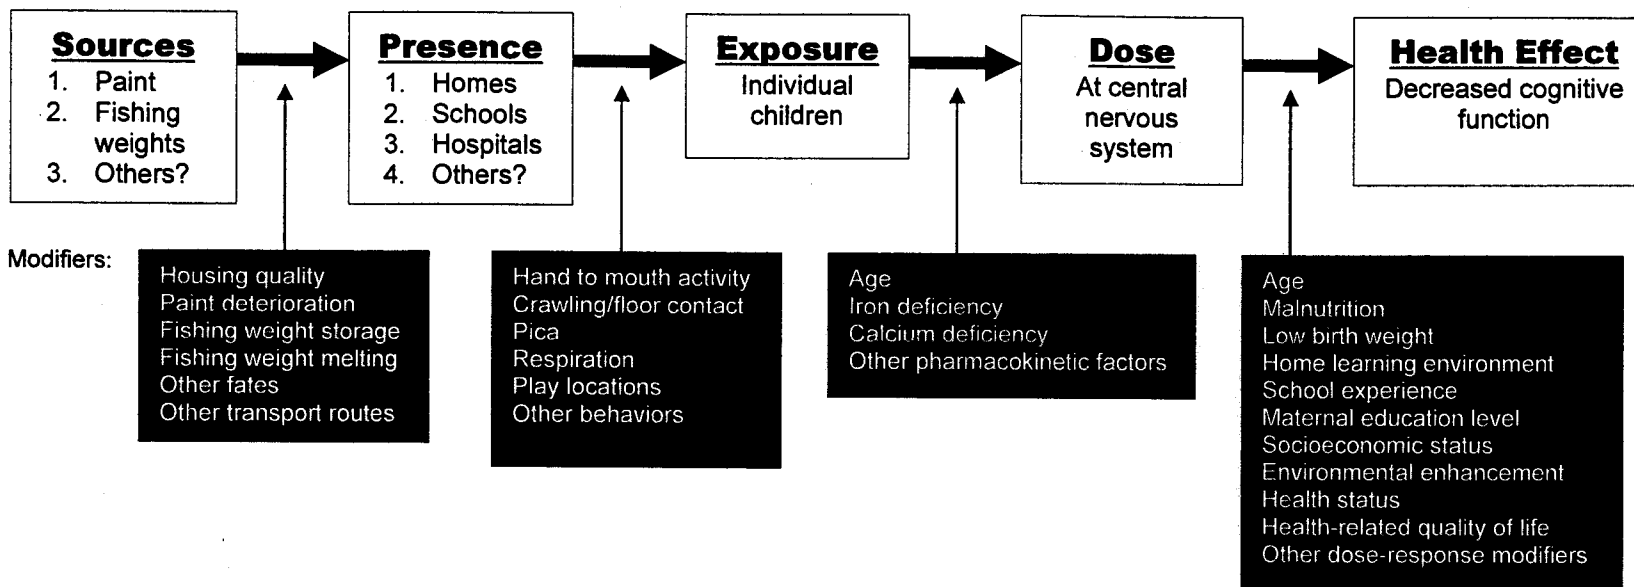 Sources
1. Paint
2. Fishing
weights
3. Others?
Presence
1. Homes
2. Schools
3. Hospitals
4. Others?
Exposure
Individual
children
Dose
At central
nervous
system
Health Effect
Decreased cognitive
function
Modifiers:
Housing quality
Paint deterioration
Fishing weight storage
Fishing weight melting
Other fates
Other transport routes
Hand to mouth activity
Crawling/floor contact
Pica
Respiration
Play locations
Other behaviors
Age
Iron deficiency
Calcium deficiency
Other pharmacokinetic factors
Age
Malnutrition
Low birth weight
Home learning environment
School experience
Maternal education level
Socioeconomic status
Environmental enhancement
Health status
Health-related quality of life
Other dose-response modifiers